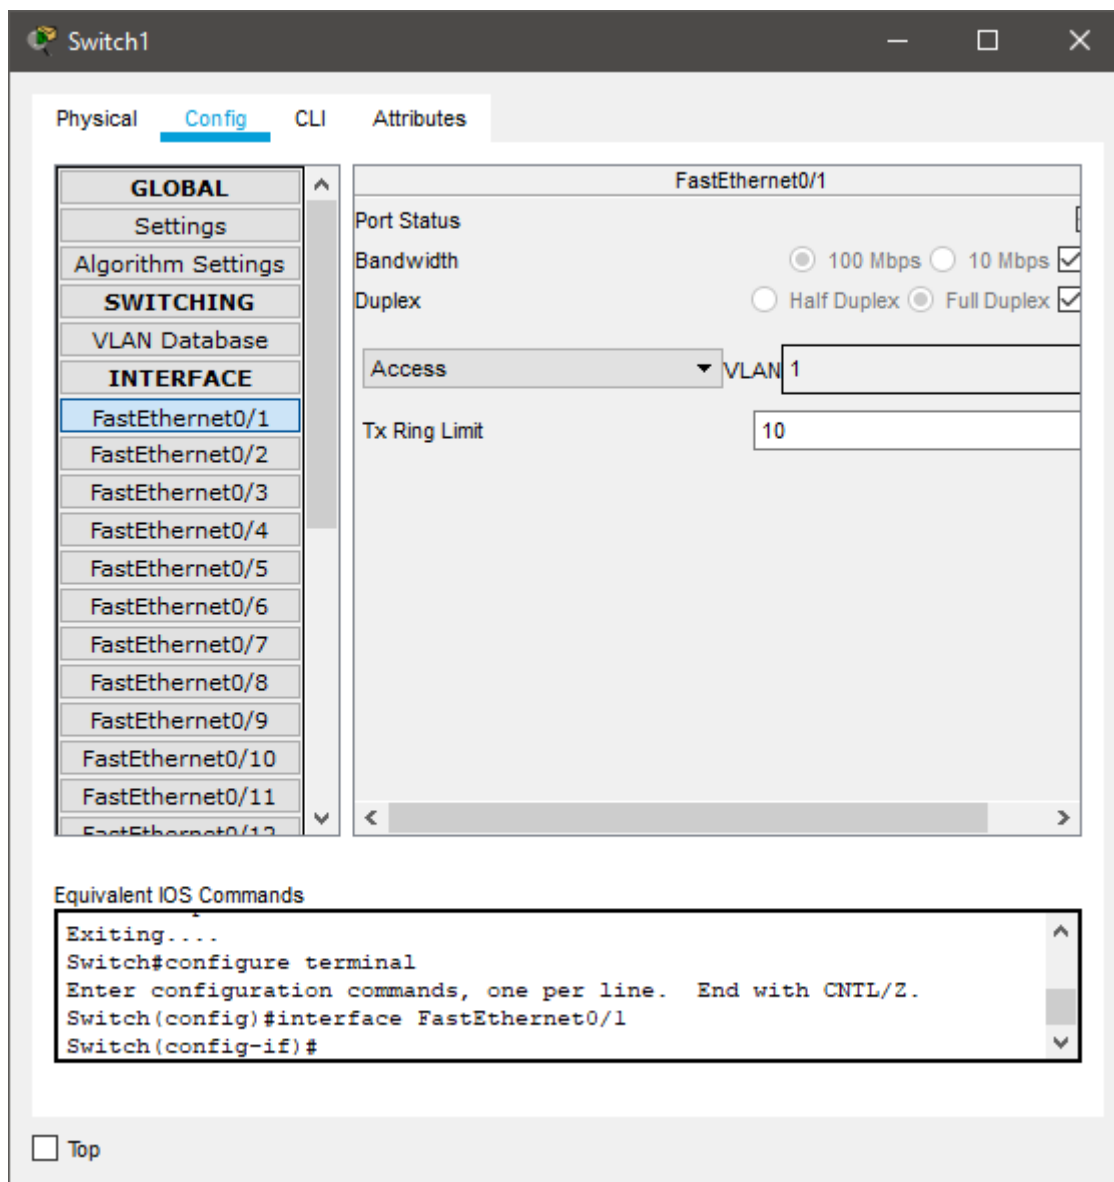 Switch1
Physical Config CLI Attributes
GLOBAL
Settings
Algorithm Settings
SWITCHING
VLAN Database
INTERFACE
FastEthernet0/1
FastEthernet0/2
FastEthernet0/3
FastEthernet0/4
FastEthernet0/5
FastEthernet0/6
FastEthernet0/7
FastEthernet0/8
FastEthernet0/9
FastEthernet0/10
FastEthernet0/11
FastEthernet0/12
FastEthernet0/1
Port Status
Bandwidth 100 Mbps 10 Mbps
Duplex Half Duplex Full Duplex
Access VLAN 1
Tx Ring Limit 10
Equivalent IOS Commands
Exiting....
Switch#configure terminal
Enter configuration commands, one per line.  End with CNTL/Z.
Switch(config)#interface FastEthernet0/1
Switch(config-if)#
Top